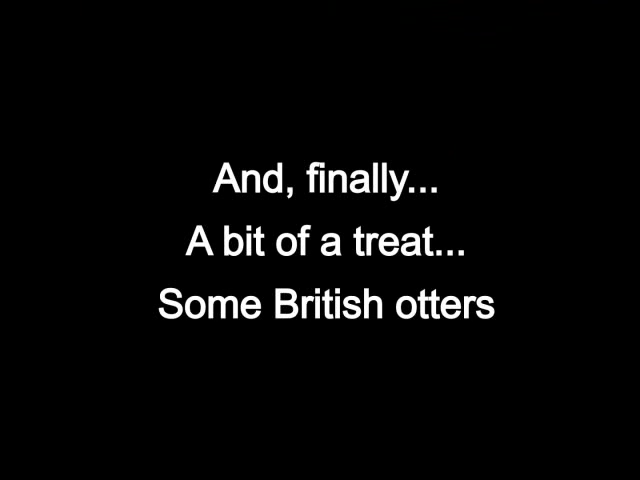 And, finally...
A bit of a treat...
Some British otters